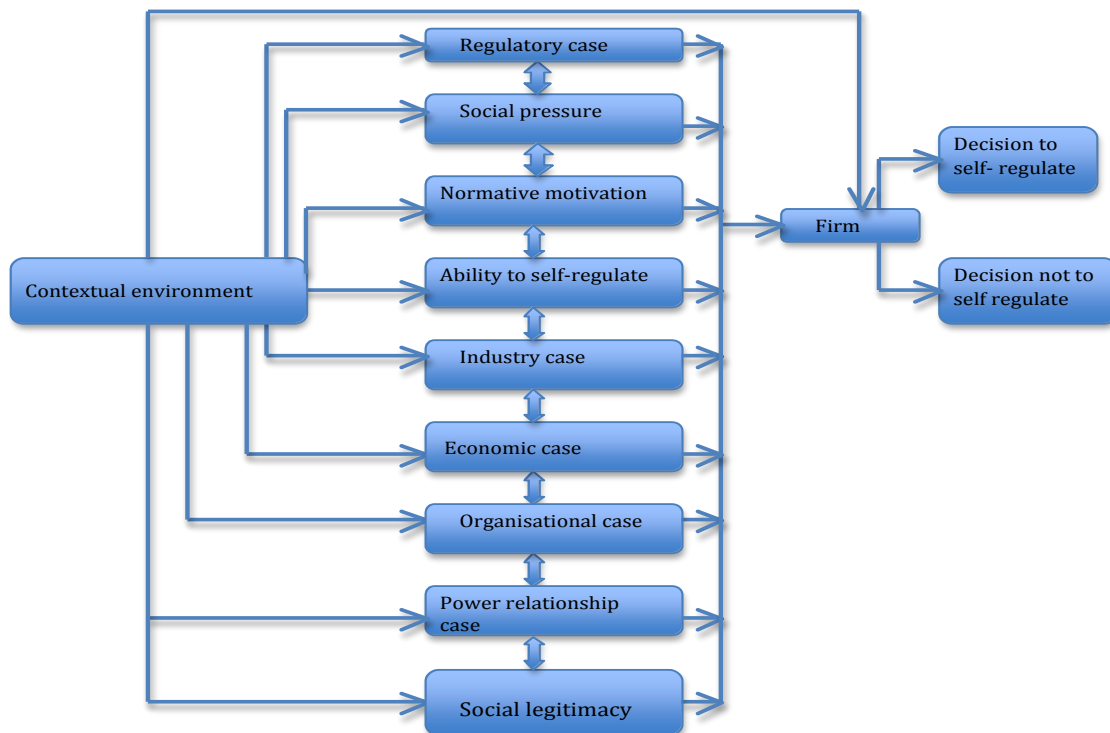 Regulatory case
Social pressure
Normative motivation
Contextual environment
Ability to self-regulate
Industry case
Economic case
Organisational case
Power relationship
case
Social legitimacy
Firm
Decision to
self- regulate
Decision not to
self regulate